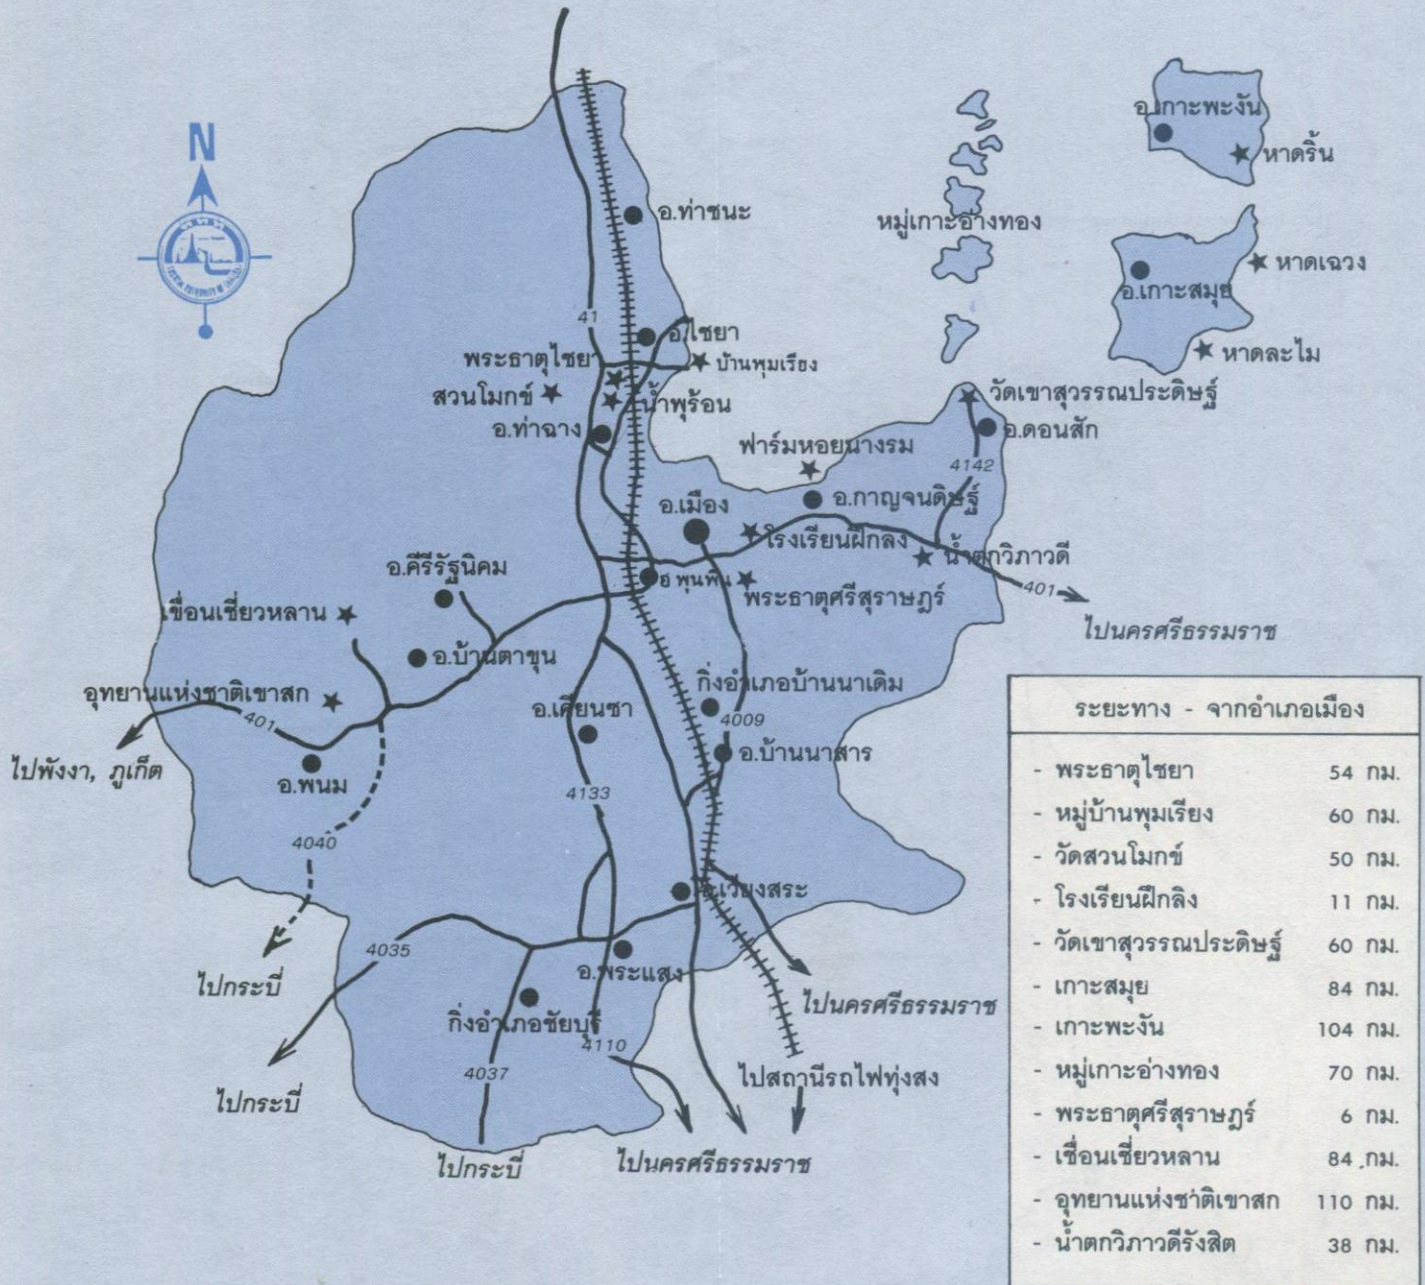 N
ททท
อ.เกาะพะงัน
หาดริ้น
อ.ท่าชนะ
หมู่เกาะอ่างทอง
หาดเฉวง
อ.เกาะสมุย
41
อ.ไชยา
หาดละไม
พระธาตุไชยา
บ้านพุมเรียง
สวนโมกข์
น้ำพุร้อน
วัดเขาสุวรรณประดิษฐ์
อ.ท่าฉาง
อ.ดอนสัก
ฟาร์มหอยนางรม
4142
อ.เมือง
อ.กาญจนดิษฐ์
โรงเรียนฝึกลง
น้ำตกวิภาวดี
อ.คีรีรัฐนิคม
อ พุนพิน
พระธาตุศรีสุราษฎร์
401
เขื่อนเชี่ยวหลาน
ไปนครศรีธรรมราช
อ.บ้านตาขุน
กิ่งอำเภอบ้านนาเดิม
อุทยานแห่งชาติเขาสก
401
อ.เคียนซา
4009
ไปพังงา, ภูเก็ต
อ.พนม
อ.บ้านนาสาร
4133
4040
อ.เวียงสระ
4035
อ.พระแสง
ไปกระบี่
กิ่งอำเภอชัยบุรี
ไปนครศรีธรรมราช
4110
4037
ไปสถานีรถไฟทุ่งสง
ไปกระบี่
ไปกระบี่
ไปนครศรีธรรมราช
ระยะทาง - จากอำเภอเมือง
- พระธาตุไชยา 54 กม.
- หมู่บ้านพุมเรียง 60 กม.
- วัดสวนโมกข์ 50 กม.
- โรงเรียนฝึกลิง 11 กม.
- วัดเขาสุวรรณประดิษฐ์ 60 กม.
- เกาะสมุย 84 กม.
- เกาะพะงัน 104 กม.
- หมู่เกาะอ่างทอง 70 กม.
- พระธาตุศรีสุราษฎร์ 6 กม.
- เชื่อนเชี่ยวหลาน 84 กม.
- อุทยานแห่งชาติเขาสก 110 กม.
- น้ำตกวิภาวดีรังสิต 38 กม.